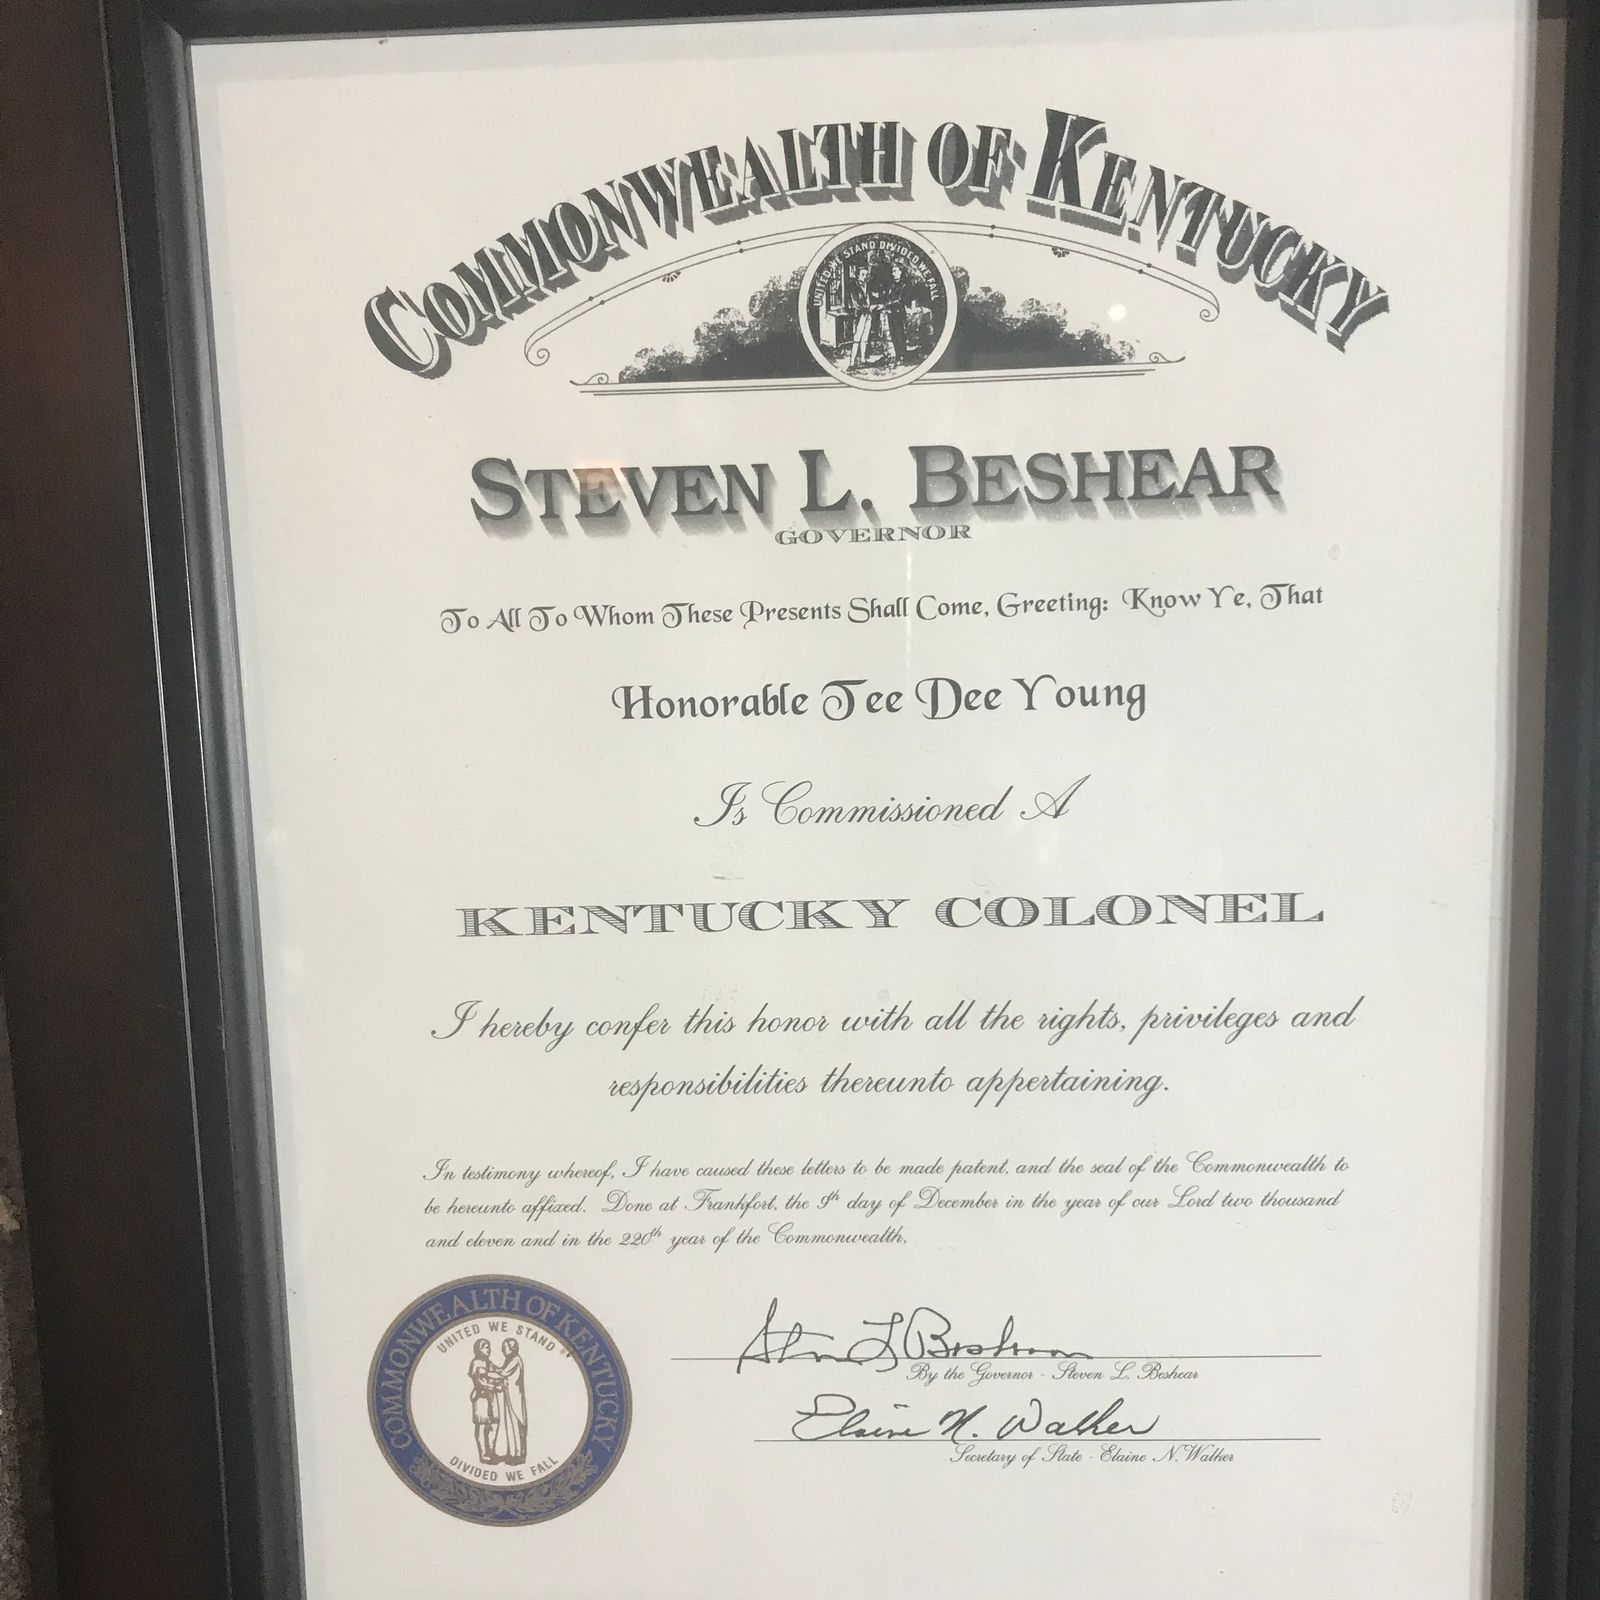 COMMONWEALTH OF KENTUCKY
UNITED WE STAND DIVIDED WE FALL
STEVEN L. BESHEAR
GOVERNOR
To All To Whom These Presents Shall Come, Greeting: Know Ye, That
Honorable Tee Dee Young
Is Commissioned A
KENTUCKY COLONEL
I hereby confer this honor with all the rights, privileges and
responsibilities thereunto appertaining.
In testimony whereof, I have caused these letters to be made patent, and the seal of the Commonwealth to
be hereunto affixed. Done at Frankfort, the 9th day of December in the year of our Lord two thousand
and eleven and in the 220th year of the Commonwealth.
COMMONWEALTH OF KENTUCKY
UNITED WE STAND
DIVIDED WE FALL
Steven L Beshear
By the Governor - Steven L. Beshear
Elaine N. Walker
Secretary of State - Elaine N. Walker